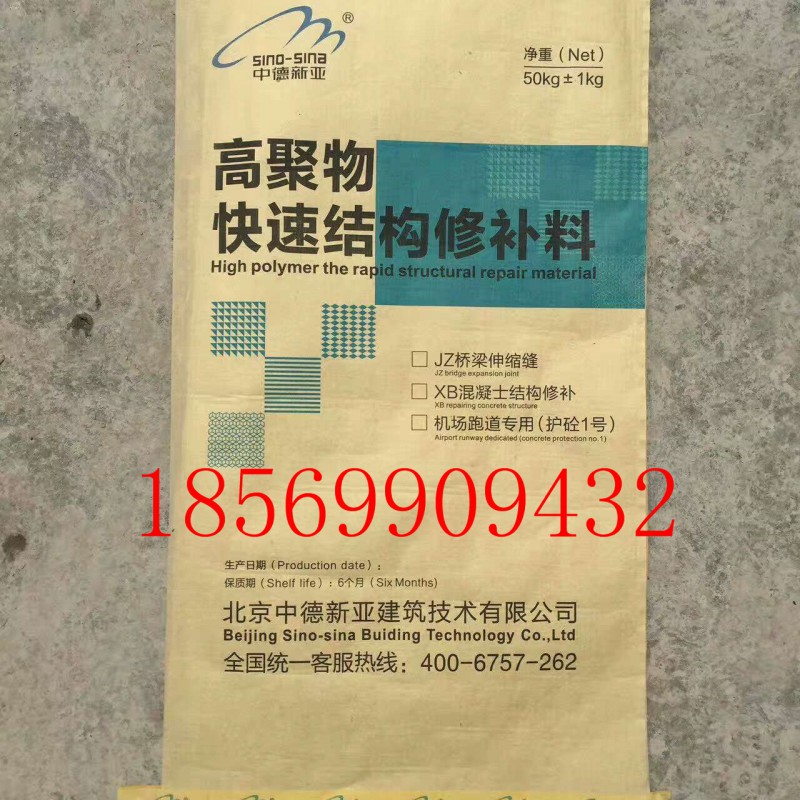 ®
sino-sina
中德新亚
净重(Net)
50kg±1kg
高聚物
快速结构修补料
High polymer the rapid structural repair material
JZ桥梁伸缩缝
JZ bridge expansion joint
XB混凝士结构修补
XB repairing concrete structure
机场跑道专用(护砼1号)
Airport runway dedicated (concrete protection no.1)
18569909432
生产日期(Production date):
保质期(Shelf life):6个月(Six Months)
北京中德新亚建筑技术有限公司
Beijing Sino-sina Buiding Technology Co.,Ltd
全国统一客服热线:400-6757-262